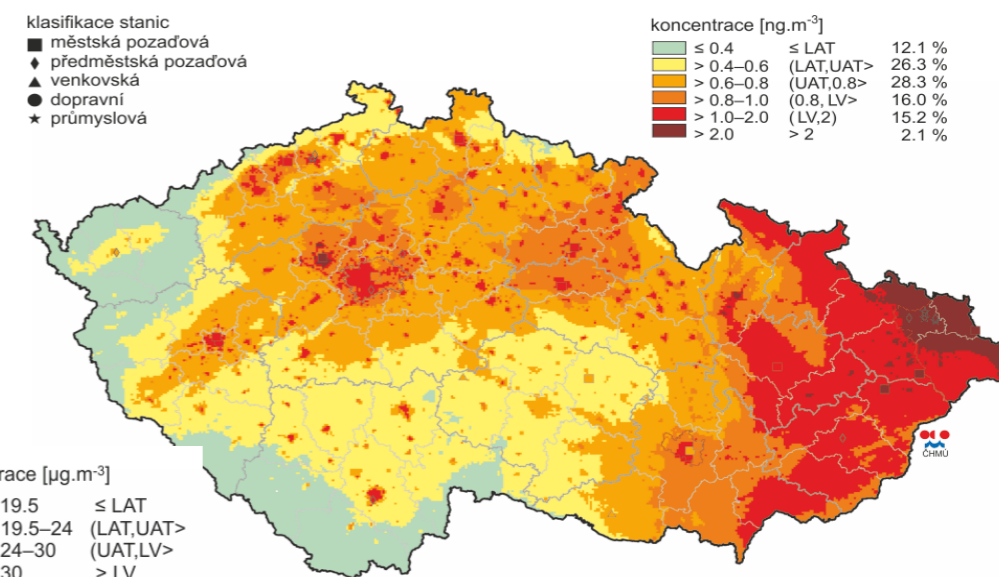 klasifikace stanic
městská pozaďová
předměstská pozaďová
venkovská
dopravní
průmyslová
koncentrace [ng.m-3]
≤ 0.4 ≤ LAT 12.1 %
> 0.4–0.6 (LAT,UAT> 26.3 %
> 0.6–0.8 (UAT,0.8> 28.3 %
> 0.8–1.0 (0.8, LV> 16.0 %
> 1.0–2.0 (LV,2) 15.2 %
> 2.0 > 2 2.1 %
ČHMÚ
race [µg.m-3]
19.5 ≤ LAT
19.5–24 (LAT,UAT>
24–30 (UAT,LV>
30 > LV